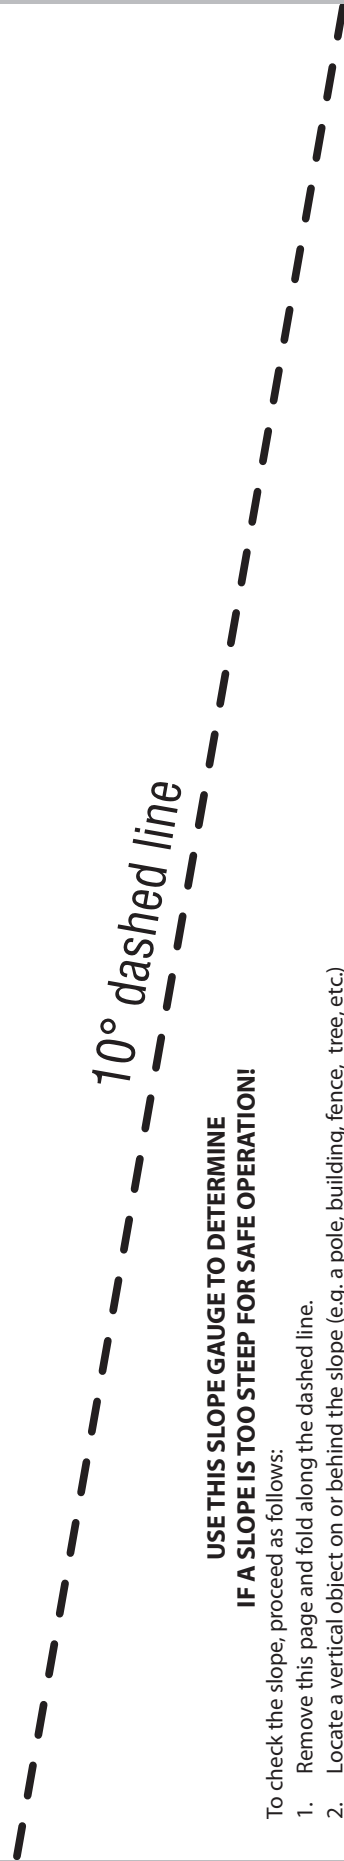 10° dashed line
USE THIS SLOPE GAUGE TO DETERMINE
IF A SLOPE IS TOO STEEP FOR SAFE OPERATION!
To check the slope, proceed as follows:
1. Remove this page and fold along the dashed line.
2. Locate a vertical object on or behind the slope (e.g. a pole, building, fence, tree, etc.)